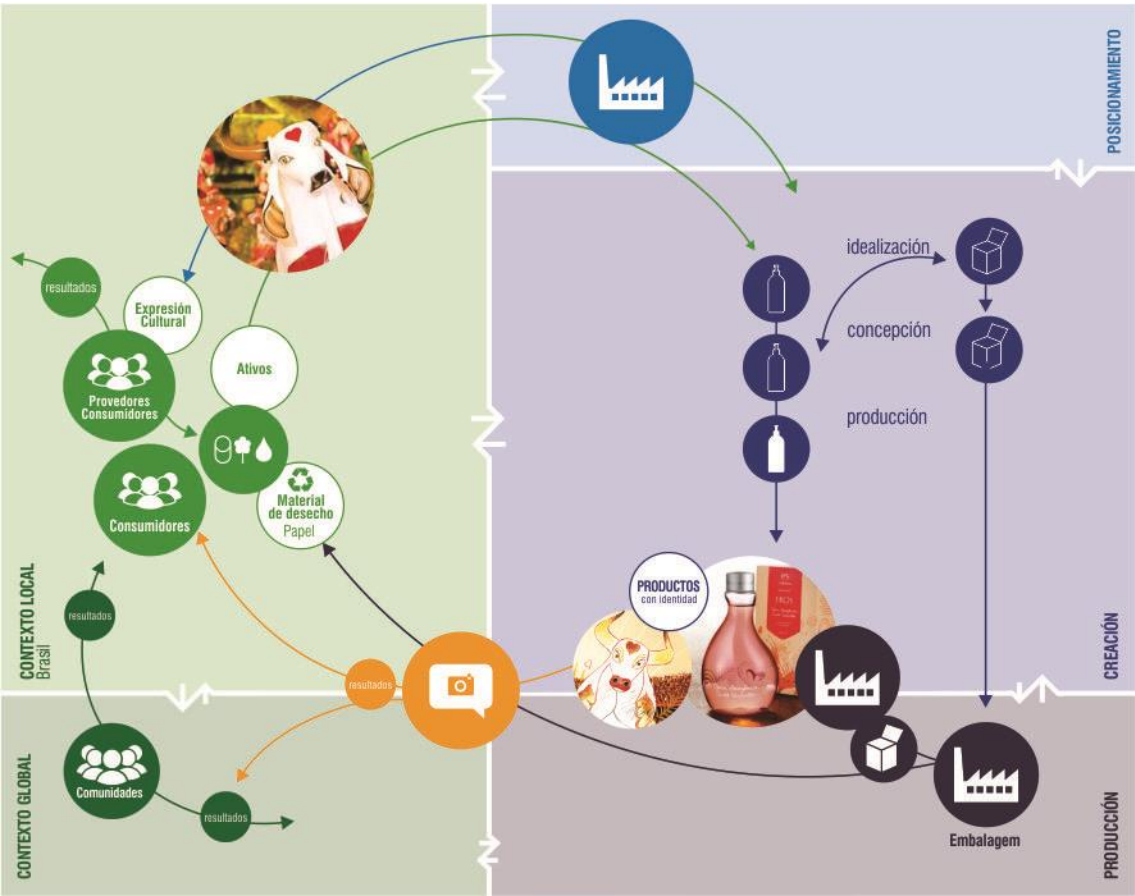 POSICIONAMIENTO
idealización
resultados
Expresión
Cultural
concepción
Ativos
Provedores
Consumidores
producción
Material
de desecho
Papel
Consumidores
PRODUCTOS
con identidad
resultados
CONTEXTO LOCAL
Brasil
CREACIÓN
resultados
Comunidades
resultados
CONTEXTO GLOBAL
Embalagem
PRODUCCIÓN